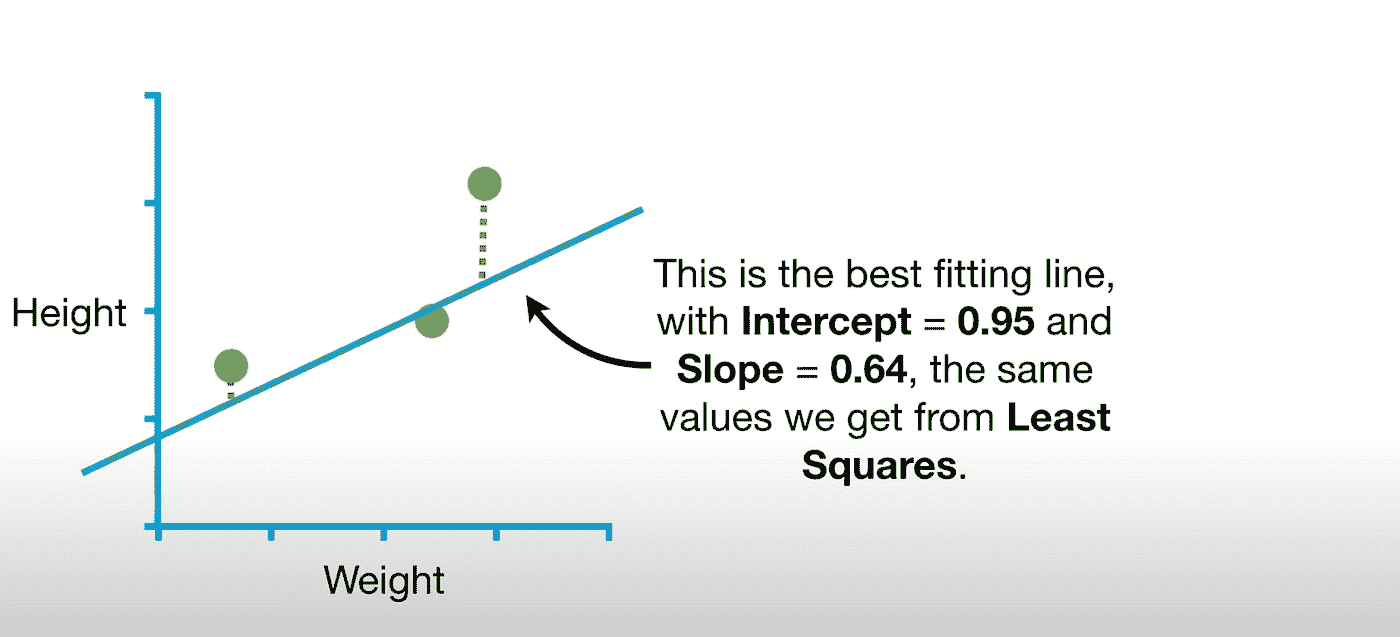 Height
This is the best fitting line,
with Intercept = 0.95 and
Slope = 0.64, the same
values we get from Least
Squares.
Weight